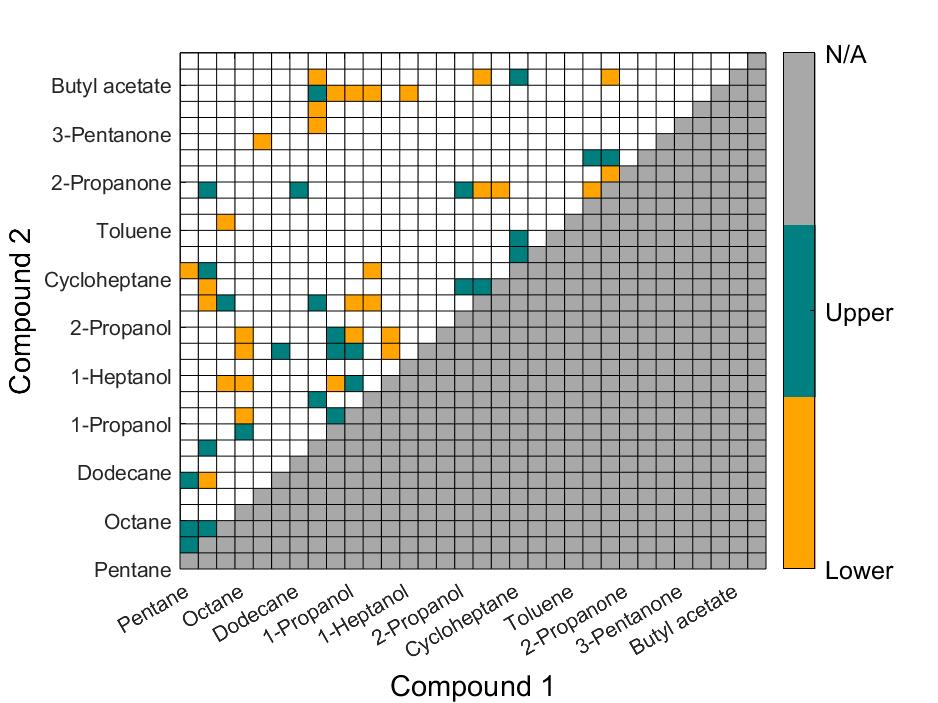 N/A
Upper
Lower
Compound 2
Butyl acetate
3-Pentanone
2-Propanone
Toluene
Cycloheptane
2-Propanol
1-Heptanol
1-Propanol
Dodecane
Octane
Pentane
Pentane
Octane
Dodecane
1-Propanol
1-Heptanol
2-Propanol
Cycloheptane
Toluene
2-Propanone
3-Pentanone
Butyl acetate
Compound 1